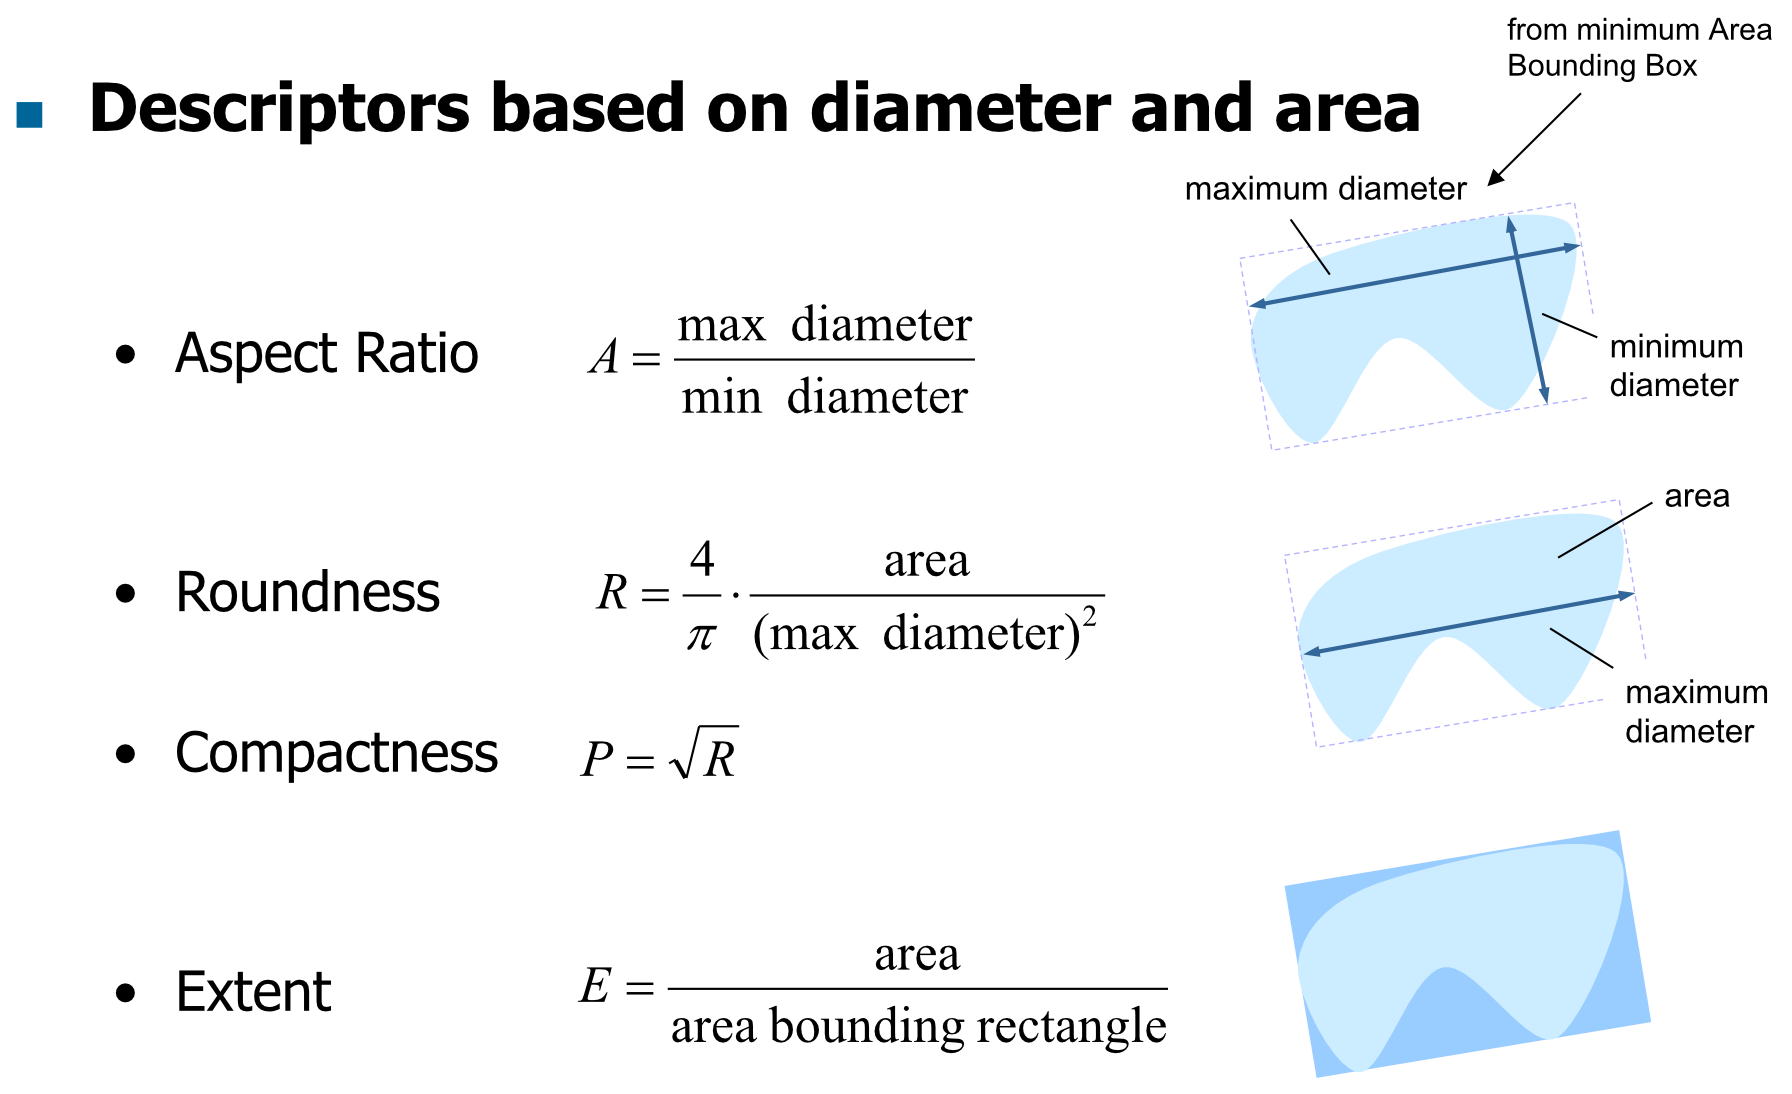 from minimum Area
Bounding Box
Descriptors based on diameter and area
maximum diameter
minimum
diameter
• Aspect Ratio A = max diameter / min diameter
area
• Roundness R = 4/π · area / (max diameter)²
maximum
diameter
• Compactness P = √R
• Extent E = area / area bounding rectangle